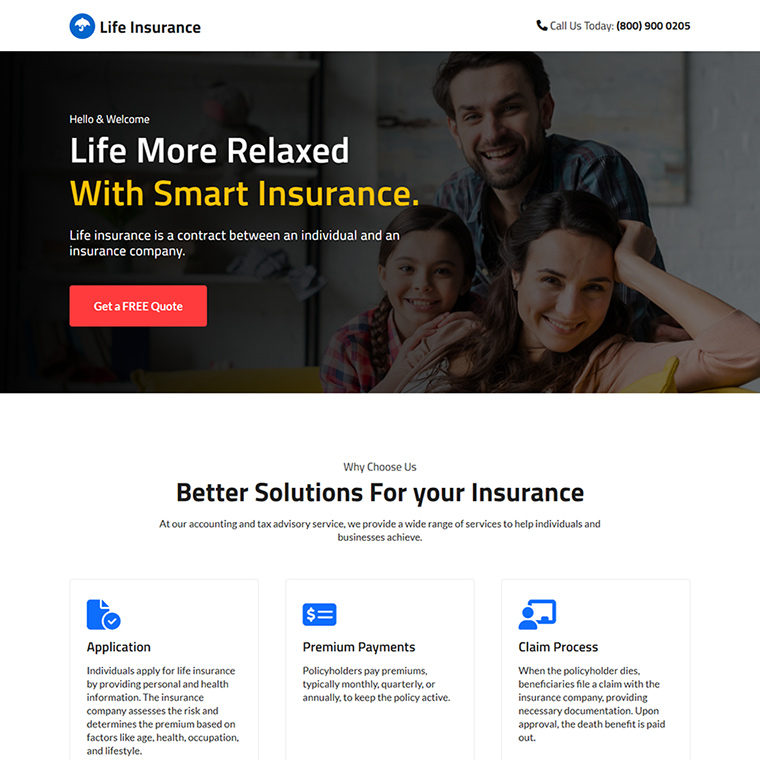 Life Insurance
Call Us Today: (800) 900 0205
Hello & Welcome
Life More Relaxed
With Smart Insurance.
Life insurance is a contract between an individual and an
insurance company.
Get a FREE Quote
Why Choose Us
Better Solutions For your Insurance
At our accounting and tax advisory service, we provide a wide range of services to help individuals and
businesses achieve.
Application
Individuals apply for life insurance
by providing personal and health
information. The insurance
company assesses the risk and
determines the premium based on
factors like age, health, occupation,
and lifestyle.
$
Premium Payments
Policyholders pay premiums,
typically monthly, quarterly, or
annually, to keep the policy active.
Claim Process
When the policyholder dies,
beneficiaries file a claim with the
insurance company, providing
necessary documentation. Upon
approval, the death benefit is paid
out.